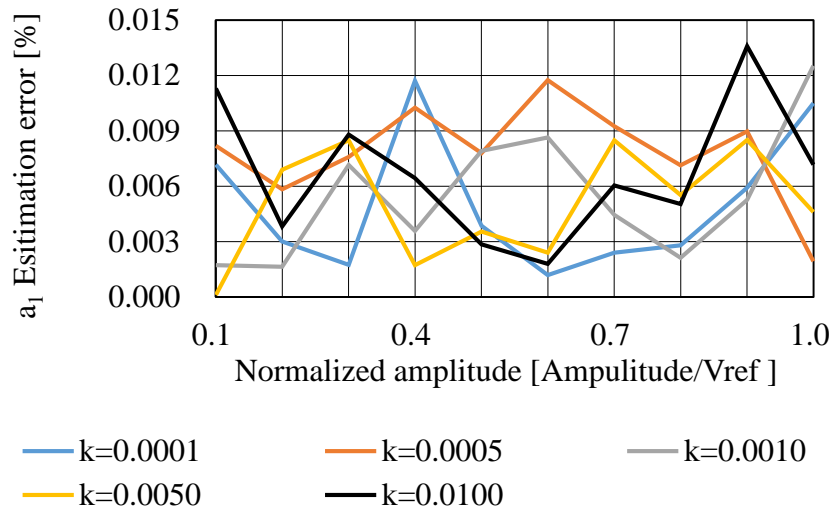 a₁ Esitimation error [%]
0.015
0.012
0.009
0.006
0.003
0.000
0.1 0.4 0.7 1.0
Normalized amplitude [Ampulitude/Vref ]
k=0.0001 k=0.0005 k=0.0010
k=0.0050 k=0.0100